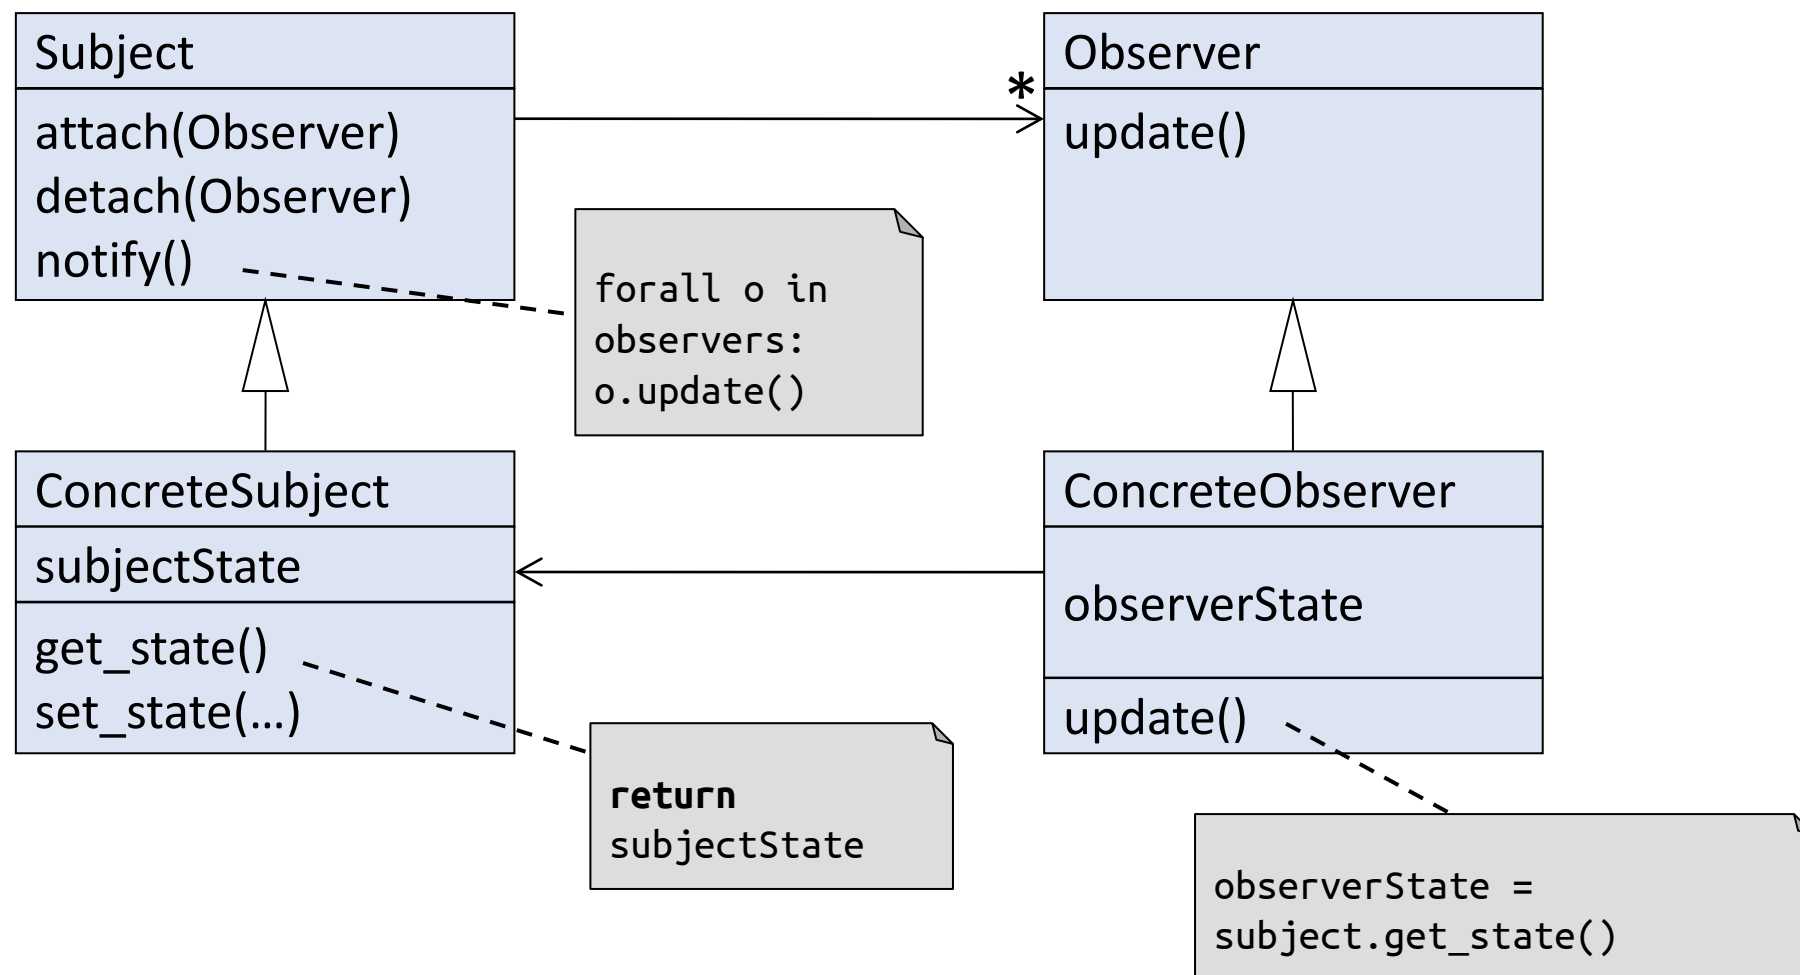 Subject
attach(Observer)
detach(Observer)
notify()
*
Observer
update()
forall o in
observers:
o.update()
ConcreteSubject
subjectState
get_state()
set_state(...)
return
subjectState
ConcreteObserver
observerState
update()
observerState =
subject.get_state()